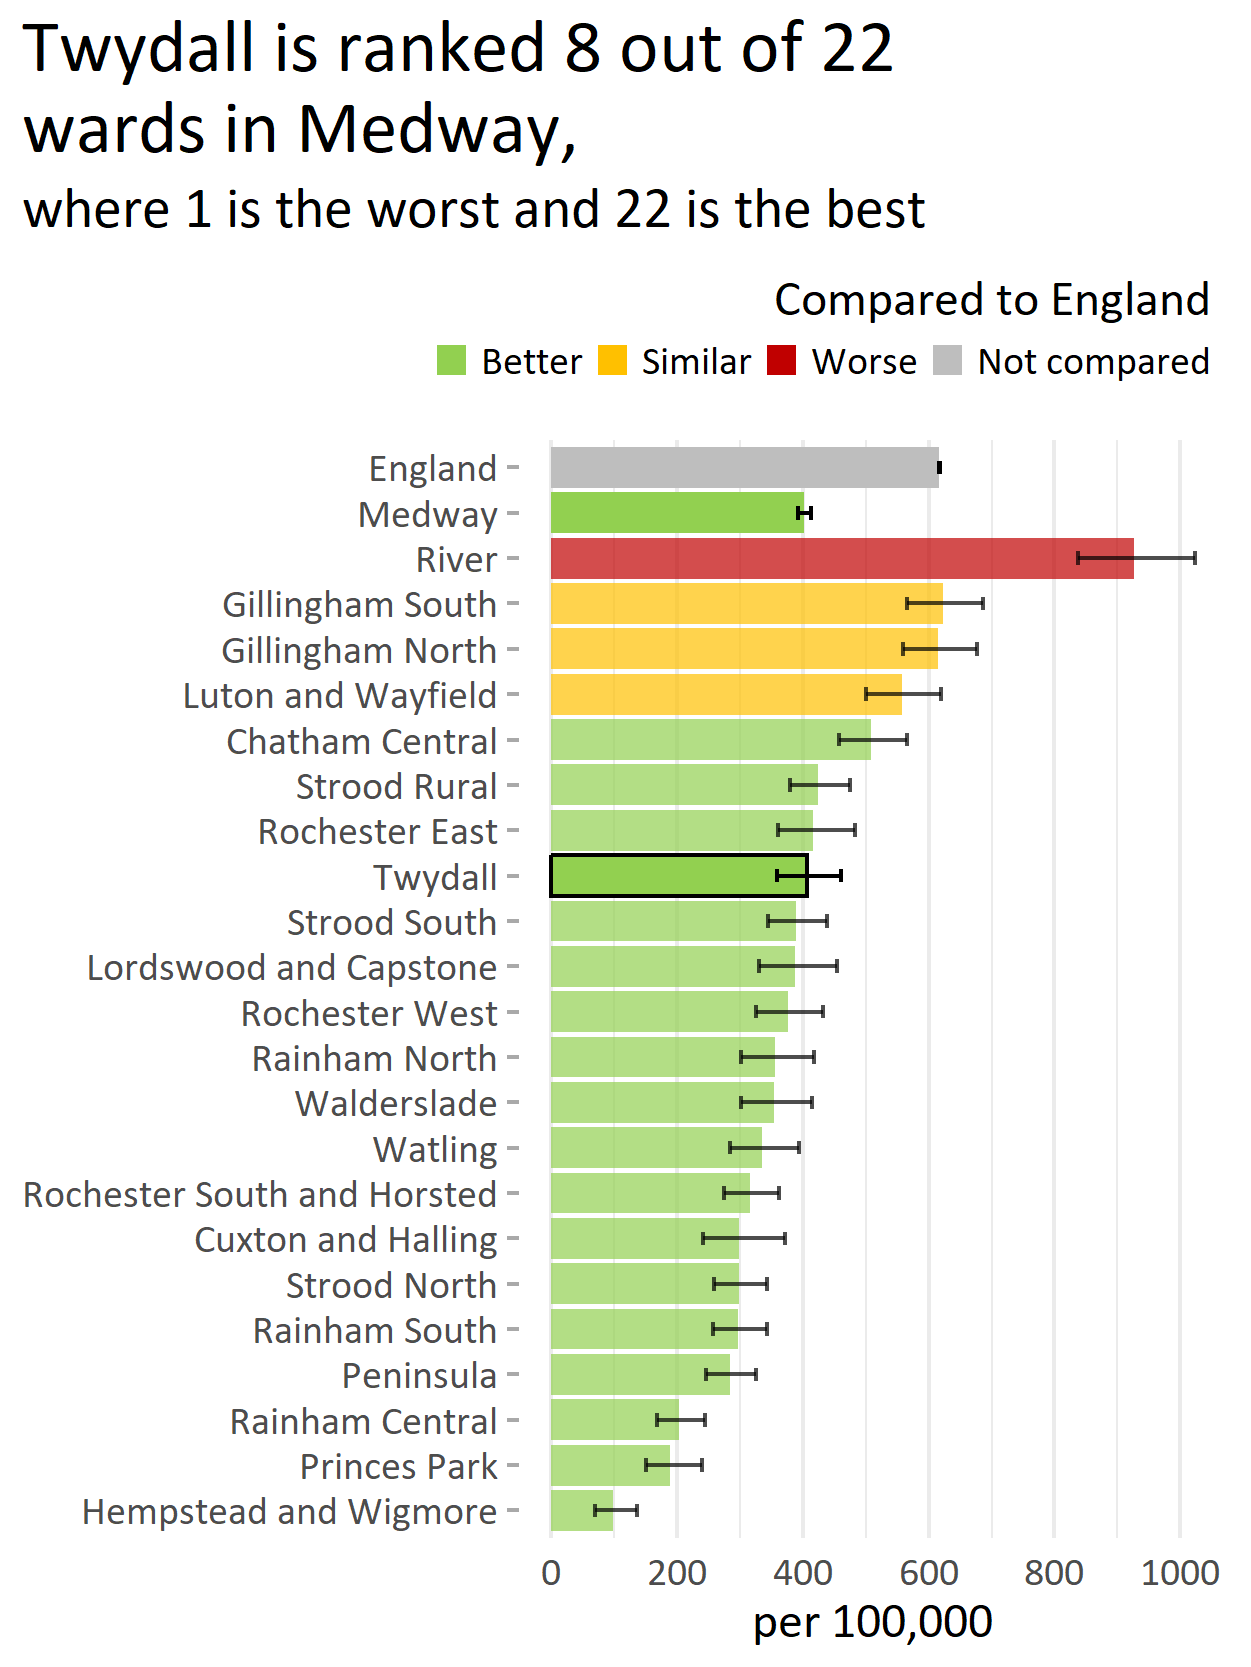 Twydall is ranked 8 out of 22
wards in Medway,
where 1 is the worst and 22 is the best
Compared to England
Better Similar Worse Not compared
England
Medway
River
Gillingham South
Gillingham North
Luton and Wayfield
Chatham Central
Strood Rural
Rochester East
Twydall
Strood South
Lordswood and Capstone
Rochester West
Rainham North
Walderslade
Watling
Rochester South and Horsted
Cuxton and Halling
Strood North
Rainham South
Peninsula
Rainham Central
Princes Park
Hempstead and Wigmore
0 200 400 600 800 1000
per 100,000